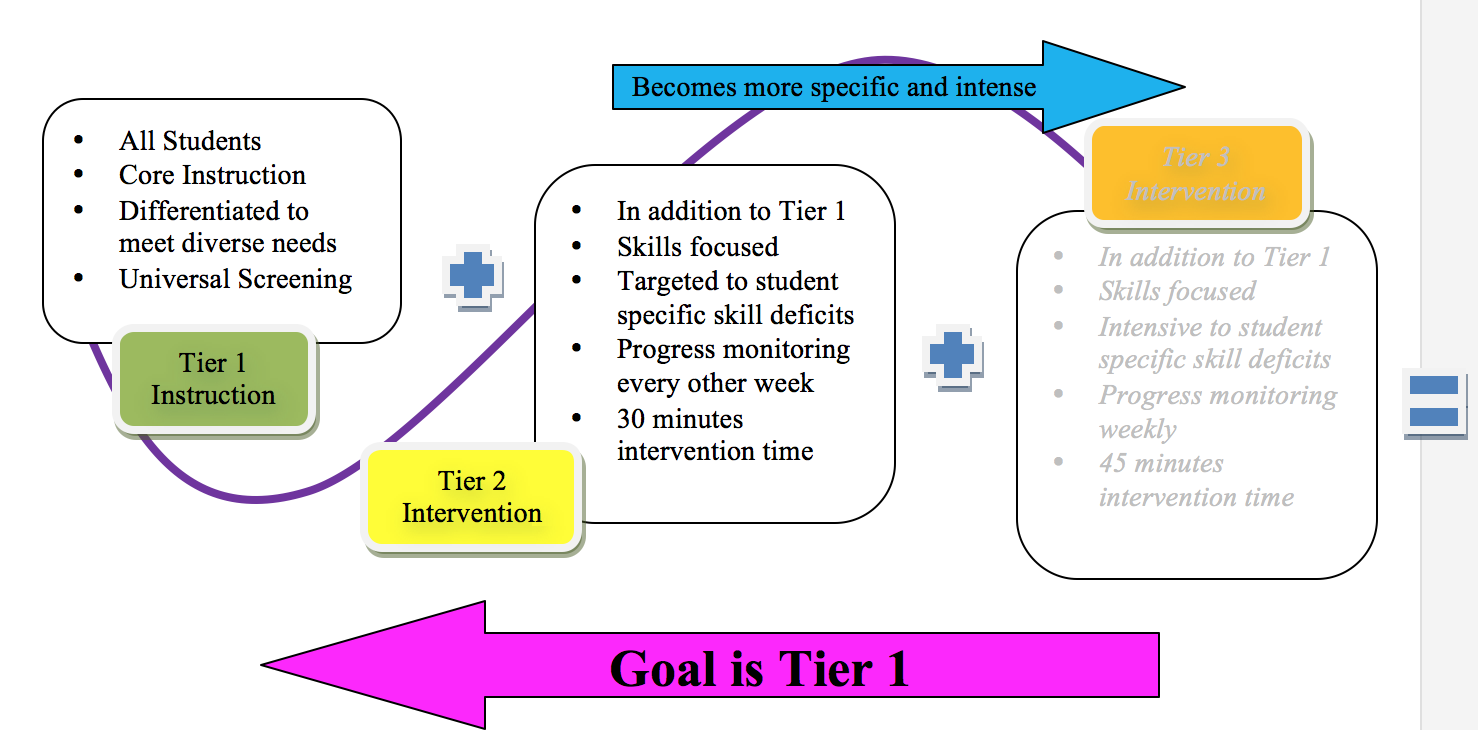 Becomes more specific and intense
• All Students
• Core Instruction
• Differentiated to
meet diverse needs
• Universal Screening
Tier 1
Instruction
• In addition to Tier 1
• Skills focused
• Targeted to student
specific skill deficits
• Progress monitoring
every other week
• 30 minutes
intervention time
Tier 2
Intervention
Tier 3
Intervention
• In addition to Tier 1
• Skills focused
• Intensive to student
specific skill deficits
• Progress monitoring
weekly
• 45 minutes
intervention time
Goal is Tier 1